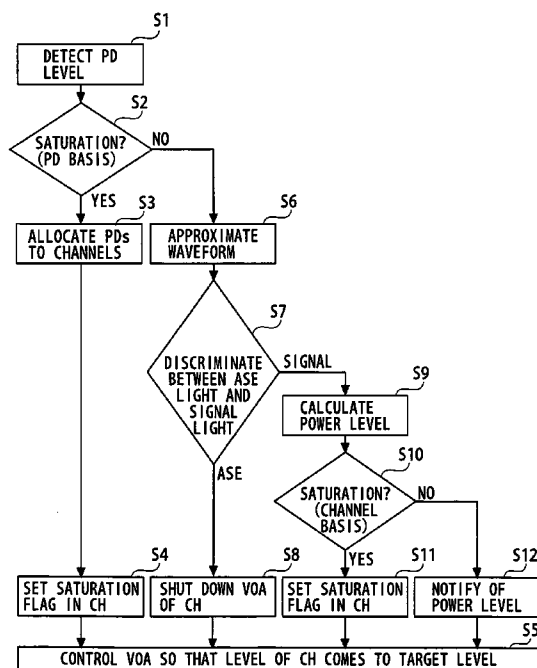 S1
DETECT PD
LEVEL
S2
SATURATION?
(PD BASIS)
NO
YES
S3
ALLOCATE PDs
TO CHANNELS
S6
APPROXIMATE
WAVEFORM
S7
DISCRIMINATE
BETWEEN ASE
LIGHT AND
SIGNAL
LIGHT
SIGNAL
ASE
S9
CALCULATE
POWER LEVEL
S10
SATURATION?
(CHANNEL
BASIS)
NO
YES
S4
SET SATURATION
FLAG IN CH
S8
SHUT DOWN VOA
OF CH
S11
SET SATURATION
FLAG IN CH
S12
NOTIFY OF
POWER LEVEL
S5
CONTROL VOA SO THAT LEVEL OF CH COMES TO TARGET LEVEL